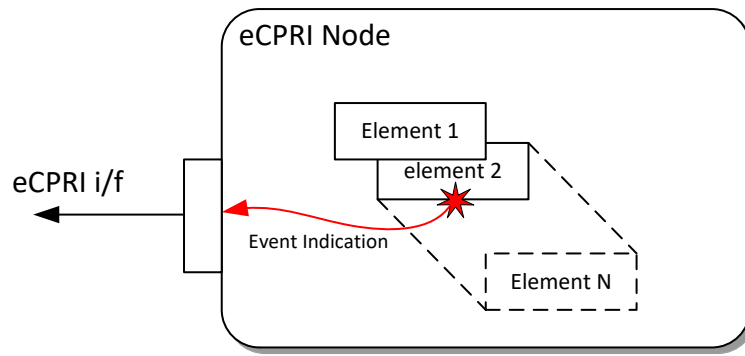 eCPRI Node
Element 1
element 2
eCPRI i/f
Event Indication
Element N